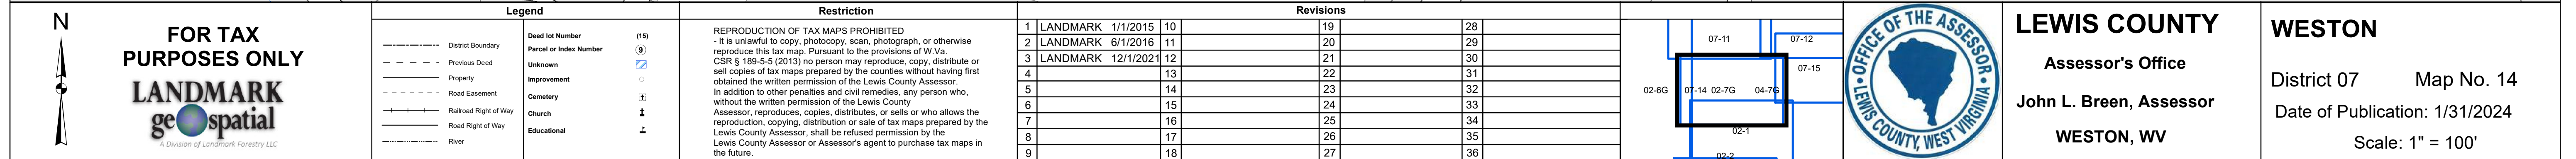 N
FOR TAX
PURPOSES ONLY
LANDMARK
geospatial
A Division of Landmark Forestry LLC
Legend
District Boundary
Previous Deed
Property
Road Easement
Railroad Right of Way
Road Right of Way
River
Deed lot Number (15)
Parcel or Index Number 9
Unknown
Improvement
Cemetery
Church
Educational
Restriction
REPRODUCTION OF TAX MAPS PROHIBITED
- It is unlawful to copy, photocopy, scan, photograph, or otherwise
reproduce this tax map. Pursuant to the provisions of W.Va.
CSR § 189-5-5 (2013) no person may reproduce, copy, distribute or
sell copies of tax maps prepared by the counties without having first
obtained the written permission of the Lewis County Assessor.
In addition to other penalties and civil remedies, any person who,
without the written permission of the Lewis County
Assessor, reproduces, copies, distributes, or sells or who allows the
reproduction, copying, distribution or sale of tax maps prepared by the
Lewis County Assessor, shall be refused permission by the
Lewis County Assessor or Assessor's agent to purchase tax maps in
the future.
Revisions
1 LANDMARK 1/1/2015 10 19 28
2 LANDMARK 6/1/2016 11 20 29
3 LANDMARK 12/1/2021 12 21 30
4 13 22 31
5 14 23 32
6 15 24 33
7 16 25 34
8 17 26 35
9 18 27 36
07-11 07-12
07-15
02-6G 07-14 02-7G 04-7G
02-1
02-2
OFFICE OF THE ASSESSOR
LEWIS COUNTY, WEST VIRGINIA
LEWIS COUNTY
Assessor's Office
John L. Breen, Assessor
WESTON, WV
WESTON
District 07 Map No. 14
Date of Publication: 1/31/2024
Scale: 1" = 100'